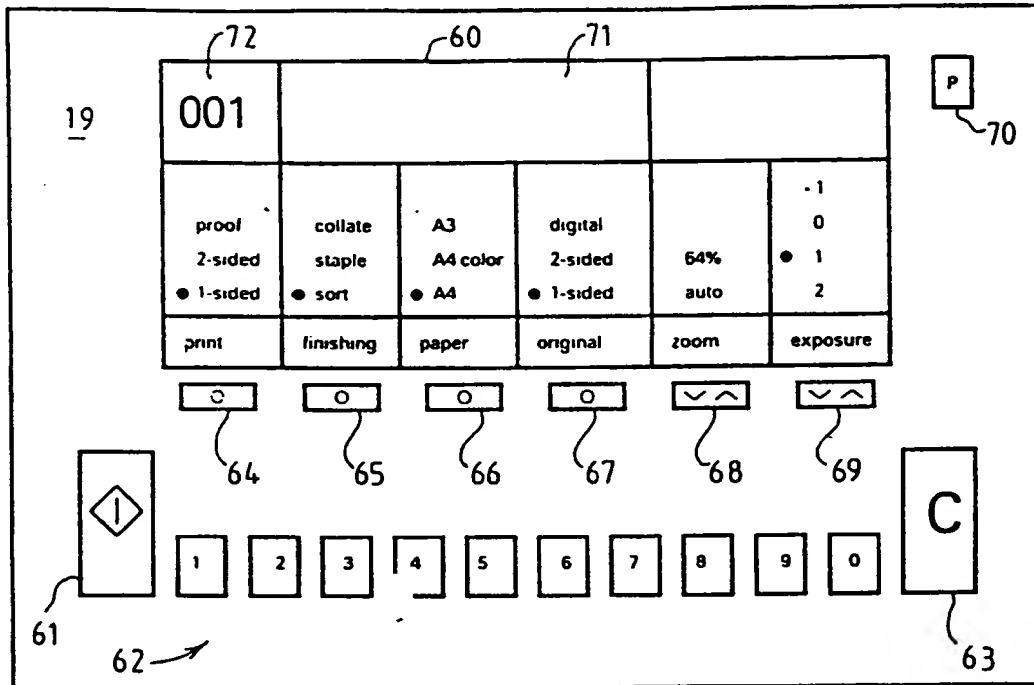 72 60 71
19 001 P
70
- 1
proof collate A3 digital 0
2-sided staple A4 color 2-sided 64% ● 1
● 1-sided ● sort ● A4 ● 1-sided auto 2
print finishing paper original zoom exposure
64 65 66 67 68 69
C
1 2 3 4 5 6 7 8 9 0
61 62 63